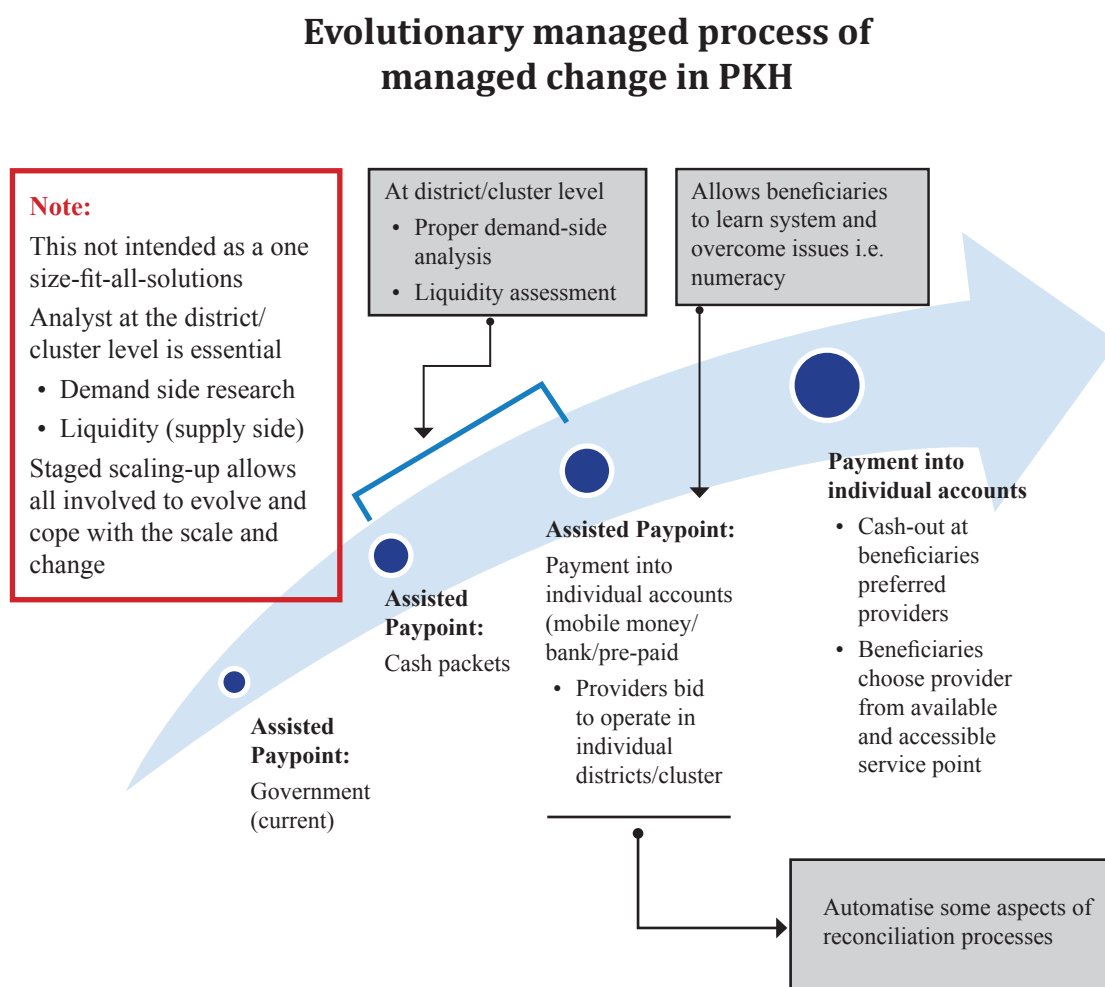 Evolutionary managed process of
managed change in PKH
Note:
This not intended as a one
size-fit-all-solutions
Analyst at the district/
cluster level is essential
• Demand side research
• Liquidity (supply side)
Staged scaling-up allows
all involved to evolve and
cope with the scale and
change
At district/cluster level
• Proper demand-side
analysis
• Liquidity assessment
Allows beneficiaries
to learn system and
overcome issues i.e.
numeracy
Assisted
Paypoint:
Government
(current)
Assisted
Paypoint:
Cash packets
Assisted Paypoint:
Payment into
individual accounts
(mobile money/
bank/pre-paid
• Providers bid
to operate in
individual
districts/cluster
Payment into
individual accounts
• Cash-out at
beneficiaries
preferred
providers
• Beneficiaries
choose provider
from available
and accessible
service point
Automatise some aspects of
reconciliation processes